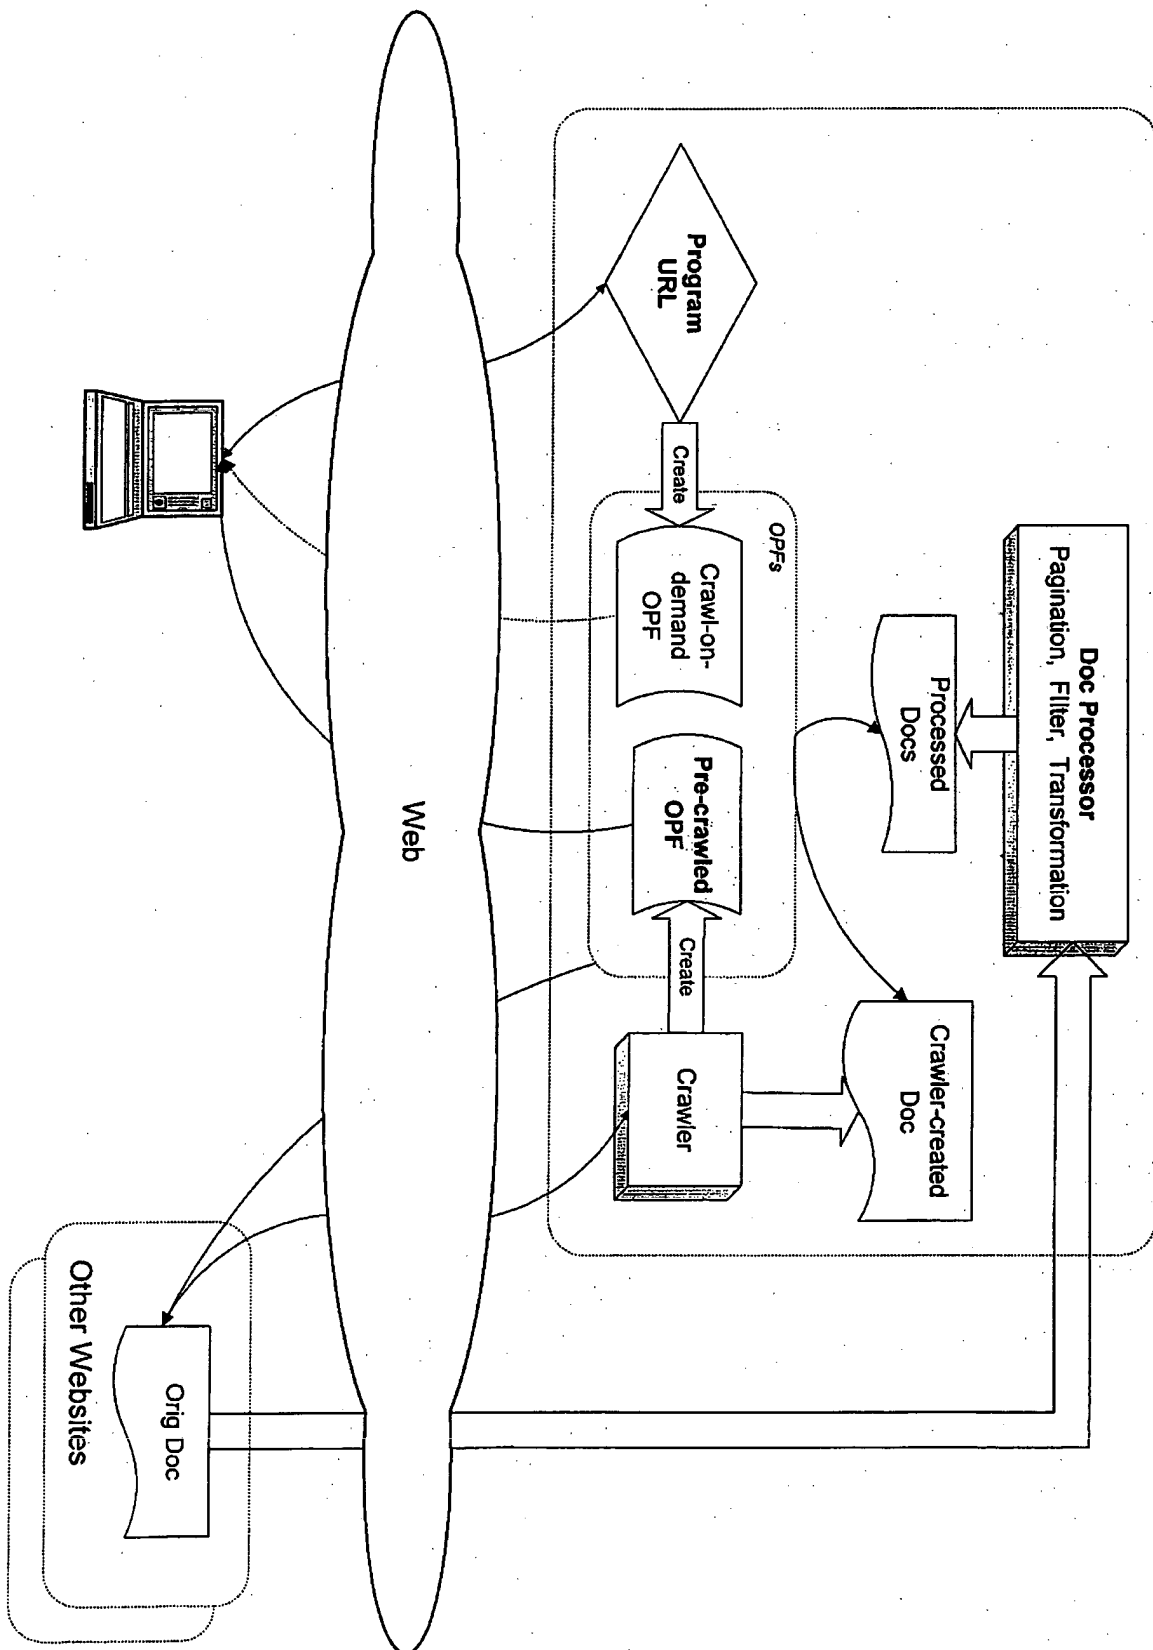 Doc Processor
Pagination, Filter, Transformation
Processed
Docs
Crawler-created
Doc
OPFs
Program
URL
Create
Crawl-on-
demand
OPF
Pre-crawled
OPF
Create
Crawler
Web
Orig Doc
Other Websites